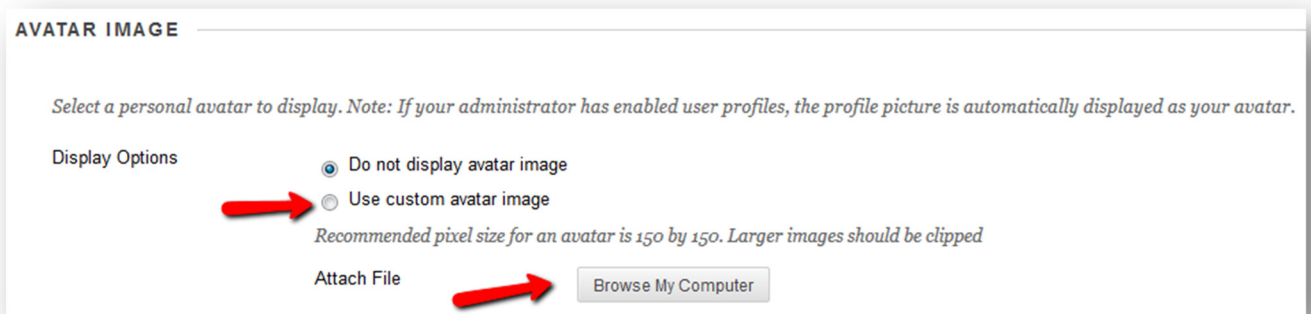 AVATAR IMAGE
Select a personal avatar to display. Note: If your administrator has enabled user profiles, the profile picture is automatically displayed as your avatar.
Display Options
Do not display avatar image
Use custom avatar image
Recommended pixel size for an avatar is 150 by 150. Larger images should be clipped
Attach File
Browse My Computer